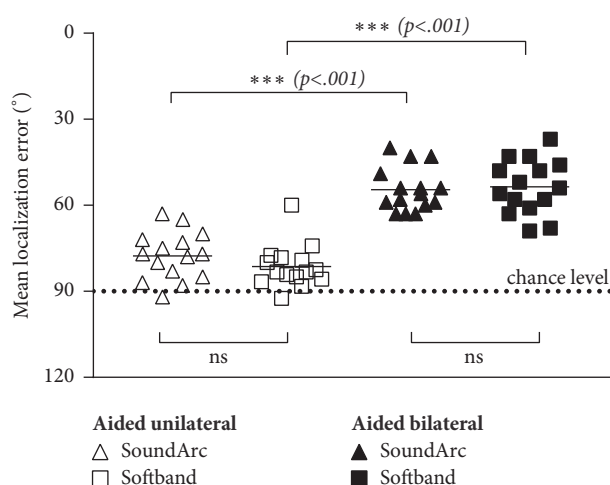 0
*** (p<.001)
*** (p<.001)
30
60
chance level
90
ns
ns
120
Mean localization error (°)
Aided unilateral
△ SoundArc
□ Softband
Aided bilateral
▲ SoundArc
■ Softband